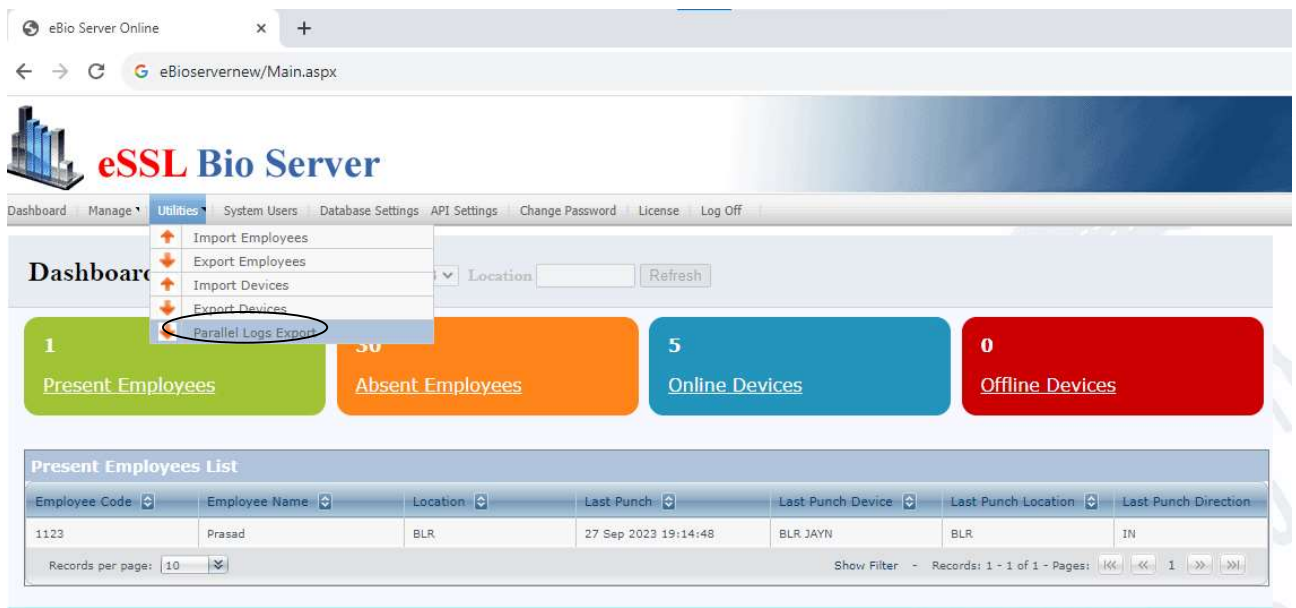 eBio Server Online
eBioservernew/Main.aspx
eSSL Bio Server
Dashboard Manage Utilities System Users Database Settings API Settings Change Password License Log Off
Import Employees
Export Employees
Import Devices
Export Devices
Parallel Logs Export
Dashboard Location Refresh
1 30 5 0
Present Employees Absent Employees Online Devices Offline Devices
Present Employees List
Employee Code Employee Name Location Last Punch Last Punch Device Last Punch Location Last Punch Direction
1123 Prasad BLR 27 Sep 2023 19:14:48 BLR JAYN BLR IN
Records per page: 10 Show Filter - Records: 1 - 1 of 1 - Pages: 1